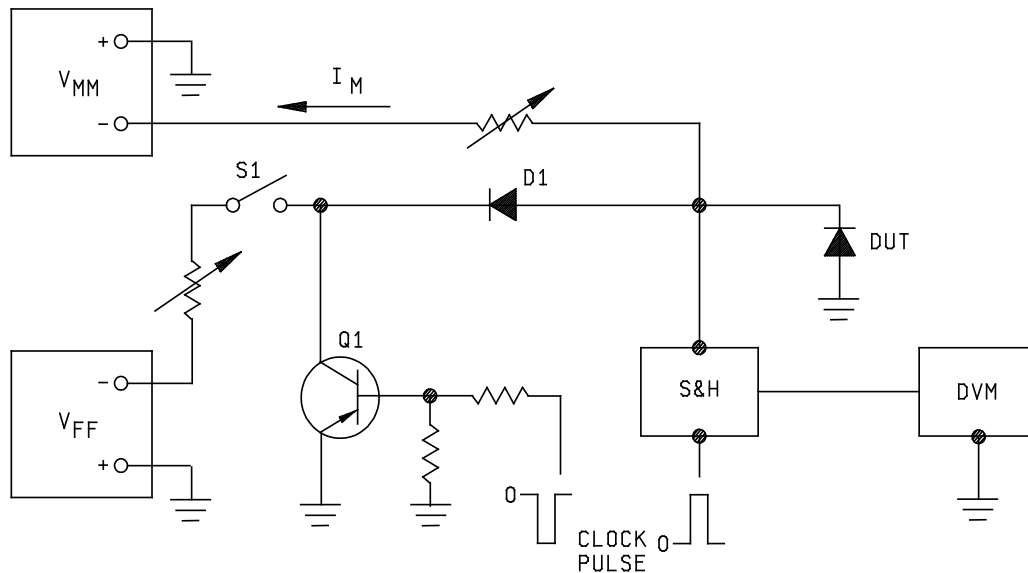 +
V_MM
I_M
−
S1
D1
DUT
Q1
−
S&H
DVM
V_FF
+
0
CLOCK
PULSE
0